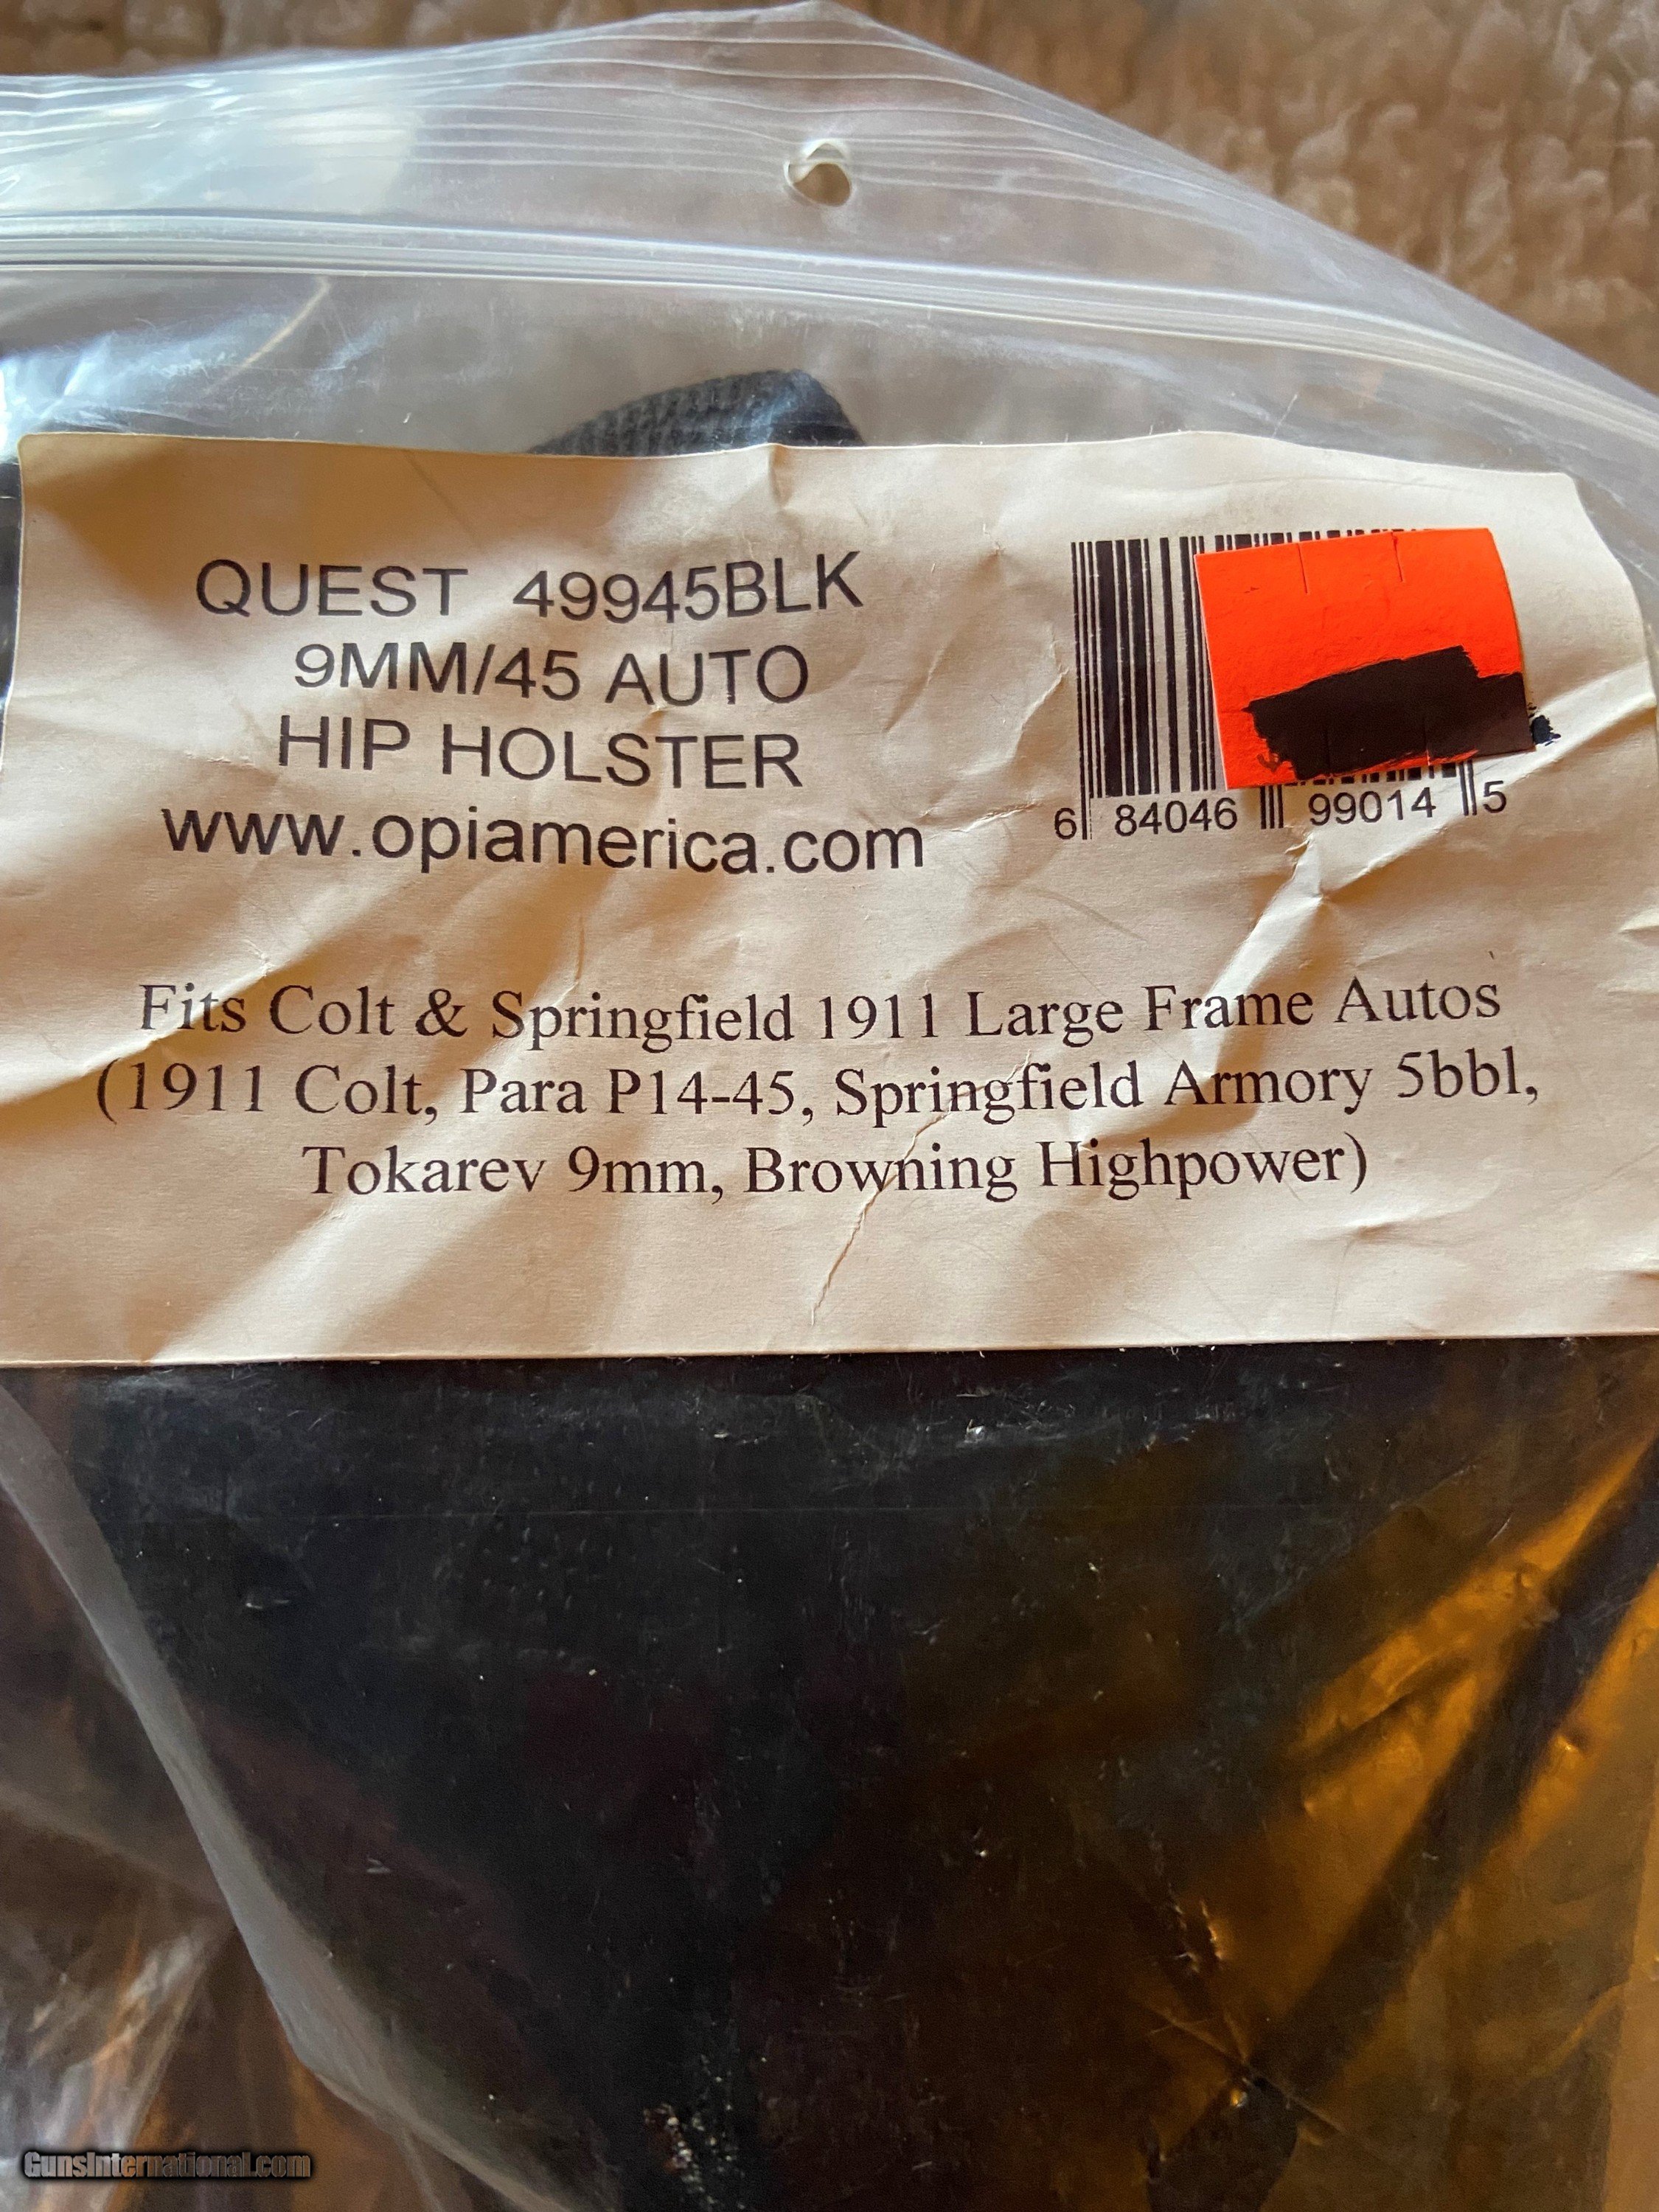 QUEST 49945BLK
9MM/45 AUTO
HIP HOLSTER
www.opiamerica.com
6 84046 99014 5
Fits Colt & Springfield 1911 Large Frame Autos
(1911 Colt, Para P14-45, Springfield Armory 5bbl,
Tokarev 9mm, Browning Highpower)
GunsInternational.com